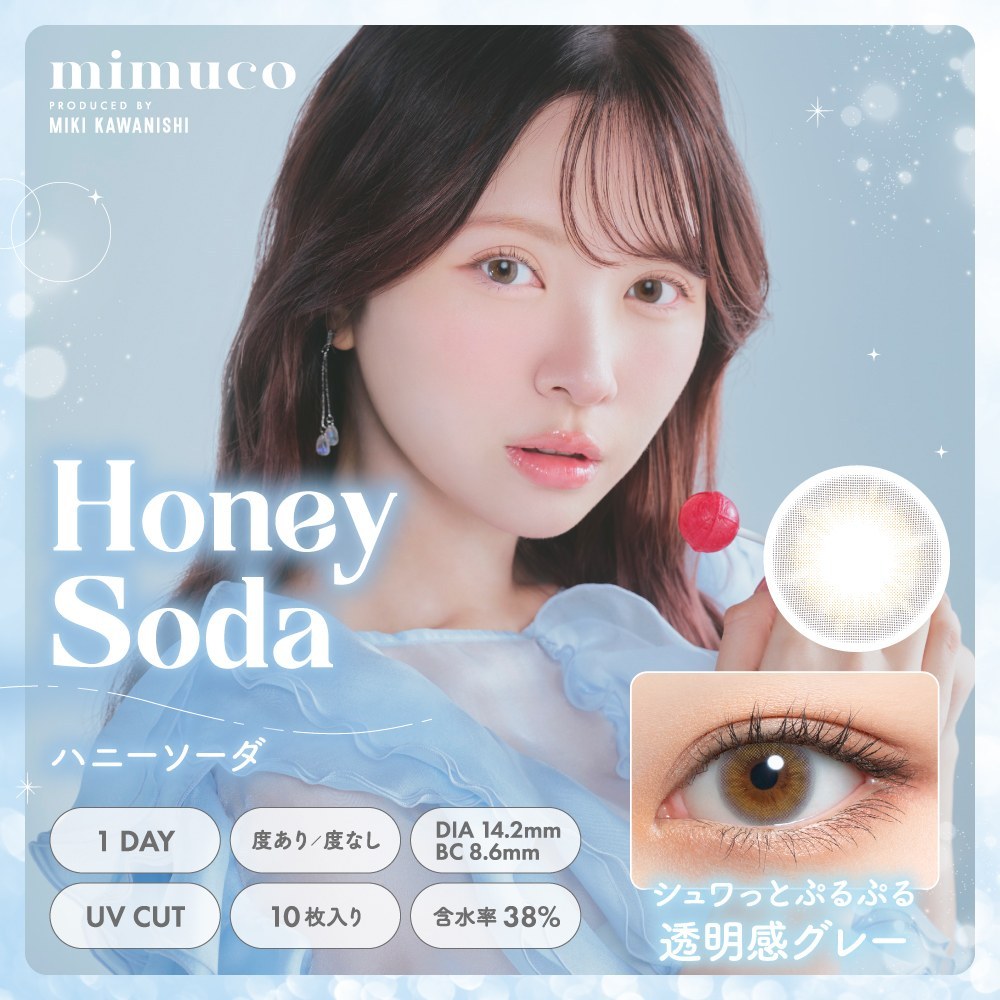 mimuco
PRODUCED BY
MIKI KAWANISHI
Honey
Soda
ハニーソーダ
1 DAY
度あり/度なし
DIA 14.2mm
BC 8.6mm
UV CUT
10枚入り
含水率 38%
シュワっとぷるぷる
透明感グレー